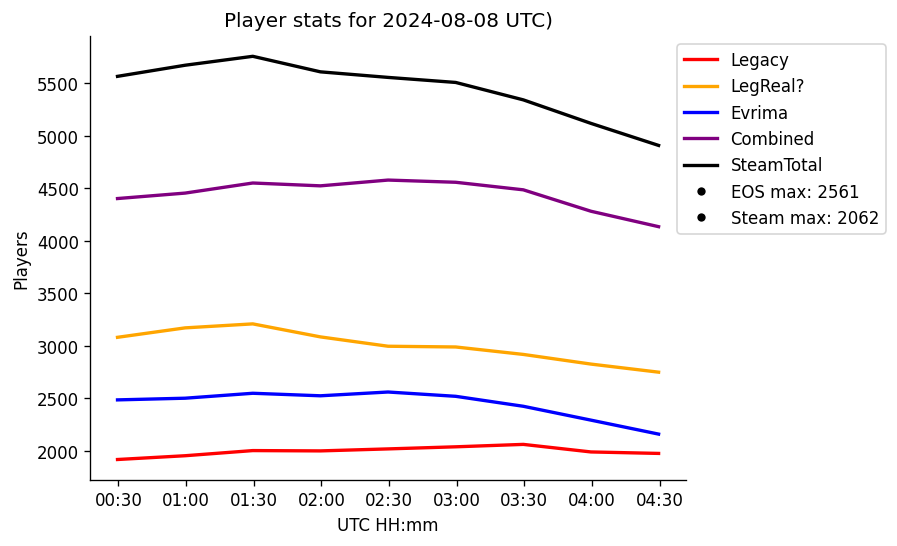 Player stats for 2024-08-08 UTC)
Legacy
LegReal?
Evrima
Combined
SteamTotal
EOS max: 2561
Steam max: 2062
Players
5500
5000
4500
4000
3500
3000
2500
2000
00:30 01:00 01:30 02:00 02:30 03:00 03:30 04:00 04:30
UTC HH:mm